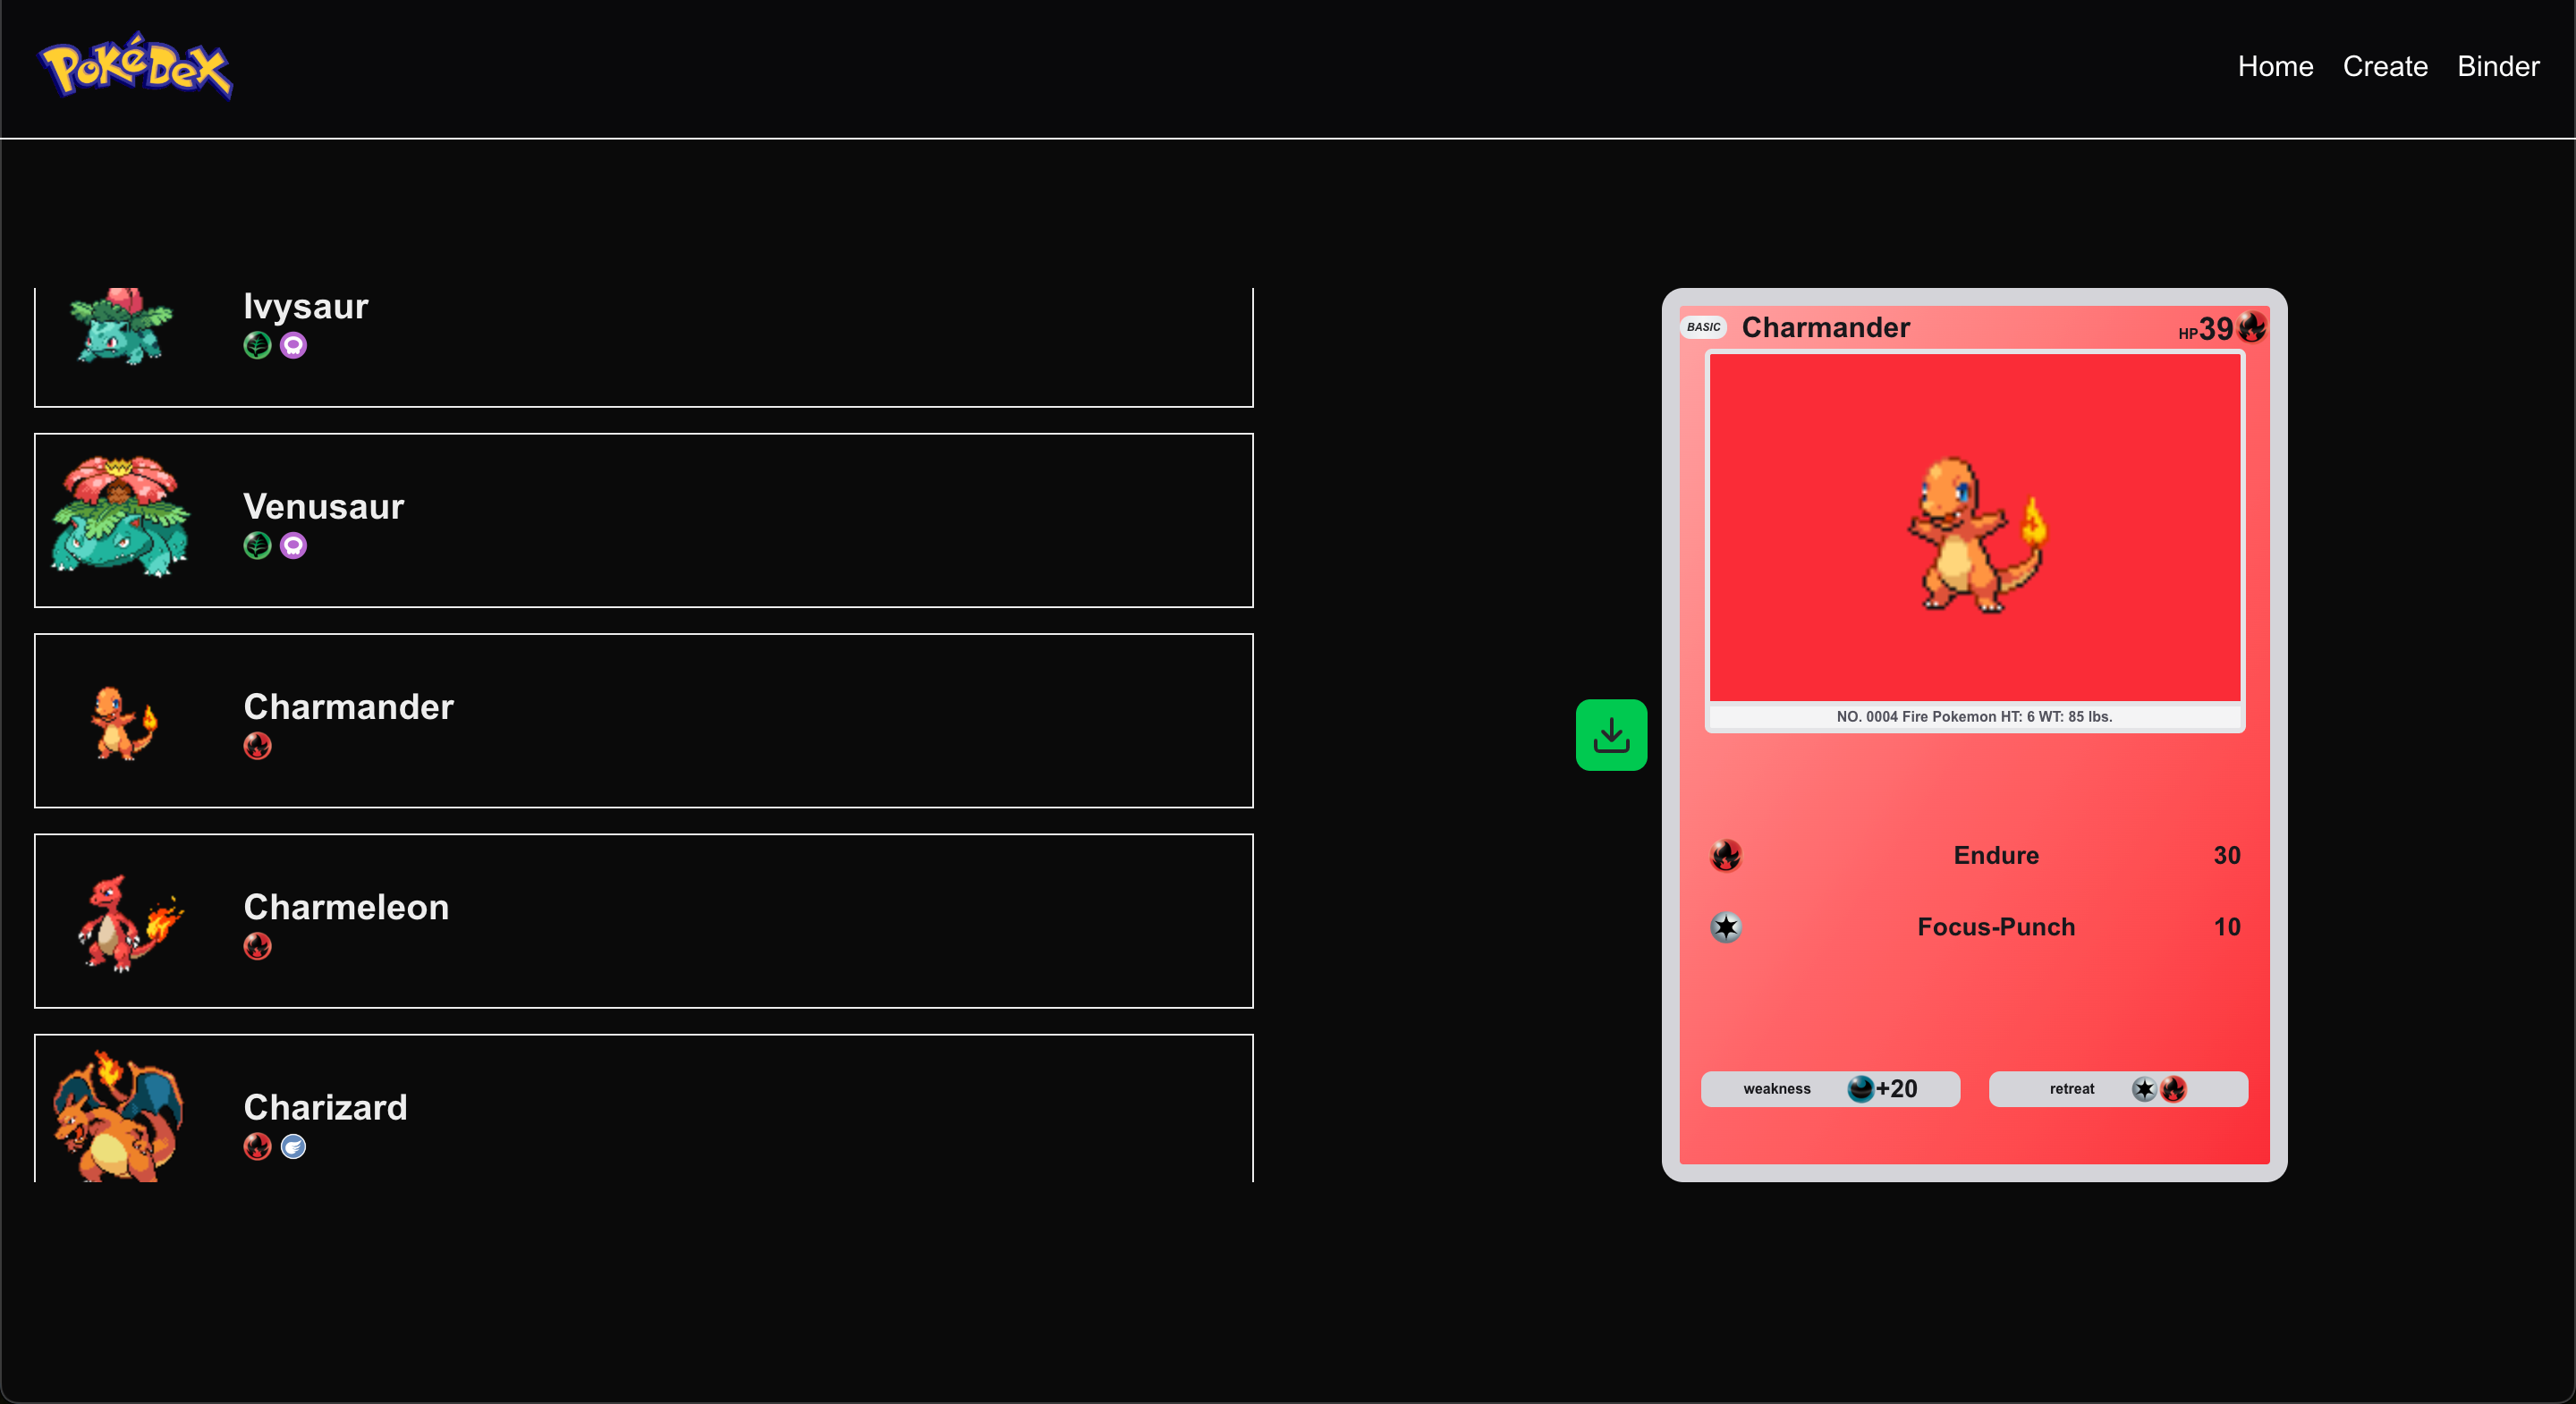 PokéDex
Home Create Binder
Ivysaur
Venusaur
Charmander
Charmeleon
Charizard
BASIC Charmander HP39
NO. 0004 Fire Pokemon HT: 6 WT: 85 lbs.
Endure 30
Focus-Punch 10
weakness +20 retreat